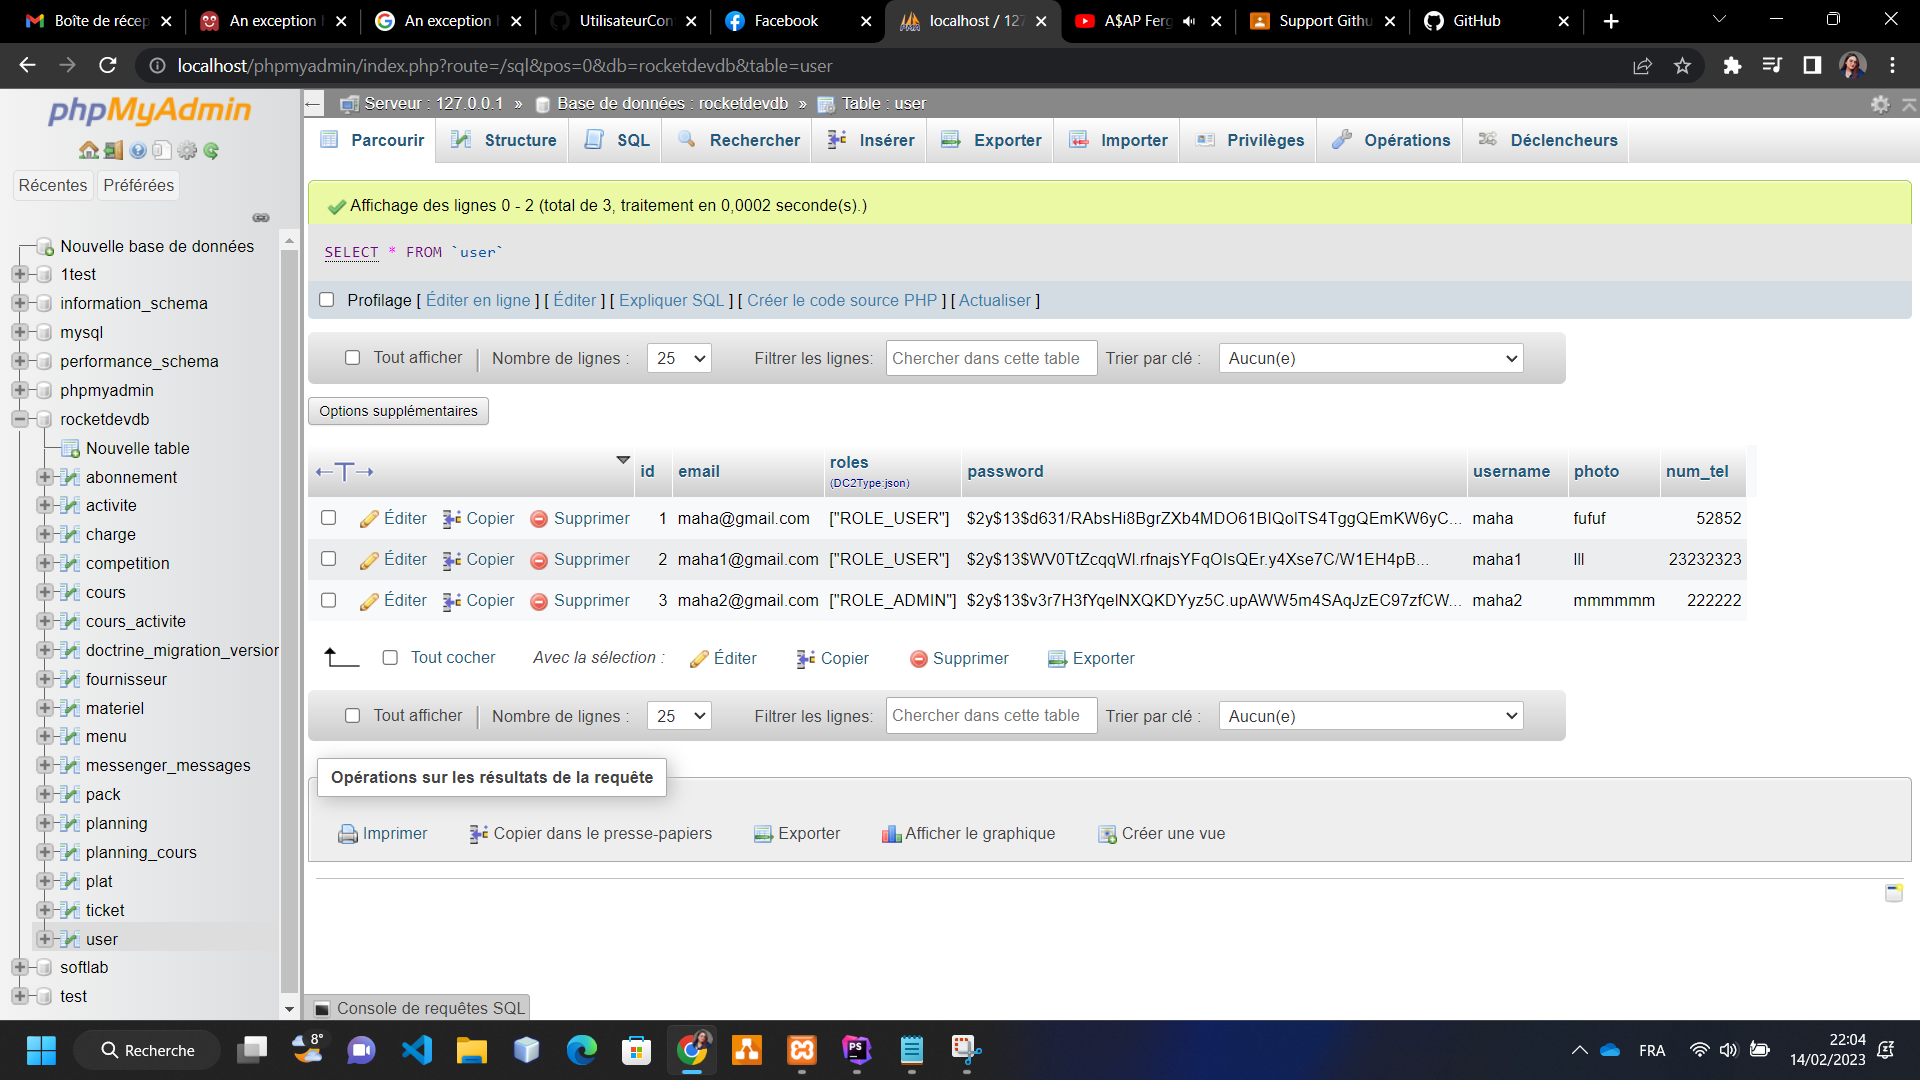 Boîte de récep
An exception h
An exception h
UtilisateurCon
Facebook
localhost / 127
A$AP Ferg
Support Githu
GitHub
localhost/phpmyadmin/index.php?route=/sql&pos=0&db=rocketdevdb&table=user
phpMyAdmin
Récentes
Préférées
Nouvelle base de données
1test
information_schema
mysql
performance_schema
phpmyadmin
rocketdevdb
Nouvelle table
abonnement
activite
charge
competition
cours
cours_activite
doctrine_migration_version
fournisseur
materiel
menu
messenger_messages
pack
planning
planning_cours
plat
ticket
user
softlab
test
Serveur : 127.0.0.1 » Base de données : rocketdevdb » Table : user
Parcourir Structure SQL Rechercher Insérer Exporter Importer Privilèges Opérations Déclencheurs
Affichage des lignes 0 - 2 (total de 3, traitement en 0,0002 seconde(s).)
SELECT * FROM `user`
Profilage [ Éditer en ligne ] [ Éditer ] [ Expliquer SQL ] [ Créer le code source PHP ] [ Actualiser ]
Tout afficher Nombre de lignes : 25 Filtrer les lignes: Chercher dans cette table Trier par clé : Aucun(e)
Options supplémentaires
←T→ id email roles password username photo num_tel
(DC2Type:json)
Éditer Copier Supprimer 1 maha@gmail.com ["ROLE_USER"] $2y$13$d631/RAbsHi8BgrZXb4MDO61BIQolTS4TggQEmKW6yC... maha fufuf 52852
Éditer Copier Supprimer 2 maha1@gmail.com ["ROLE_USER"] $2y$13$WV0TtZcqqWl.rfnajsYFqOIsQEr.y4Xse7C/W1EH4pB... maha1 lll 23232323
Éditer Copier Supprimer 3 maha2@gmail.com ["ROLE_ADMIN"] $2y$13$v3r7H3fYqelNXQKDYyz5C.upAWW5m4SAqJzEC97zfCW... maha2 mmmmmm 222222
Tout cocher Avec la sélection : Éditer Copier Supprimer Exporter
Tout afficher Nombre de lignes : 25 Filtrer les lignes: Chercher dans cette table Trier par clé : Aucun(e)
Opérations sur les résultats de la requête
Imprimer Copier dans le presse-papiers Exporter Afficher le graphique Créer une vue
Console de requêtes SQL
Recherche
8°
PS
FRA
22:04
14/02/2023